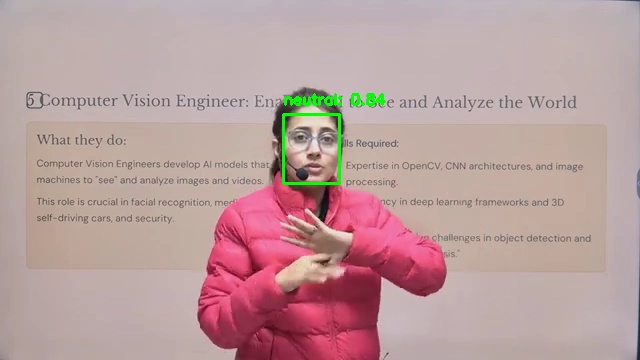 5 Computer Vision Engineer: Ena e and Analyze the World
neutral: 0.84
What they do:
Computer Vision Engineers develop AI models that
machines to "see" and analyze images and videos.
This role is crucial in facial recognition, med
self-driving cars, and security.
lls Required:
Expertise in OpenCV, CNN architectures, and image
processing.
ncy in deep learning frameworks and 3D
challenges in object detection and
sis."